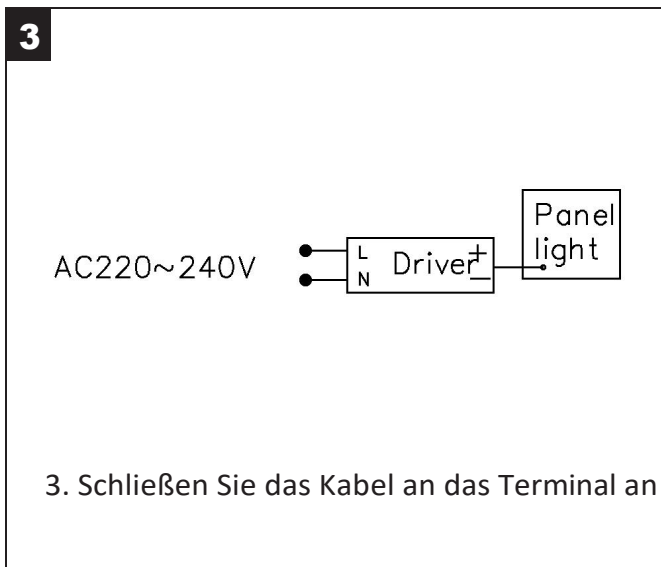 3
Panel
light
AC220~240V
L
N
Driver
+
-
3. Schließen Sie das Kabel an das Terminal an